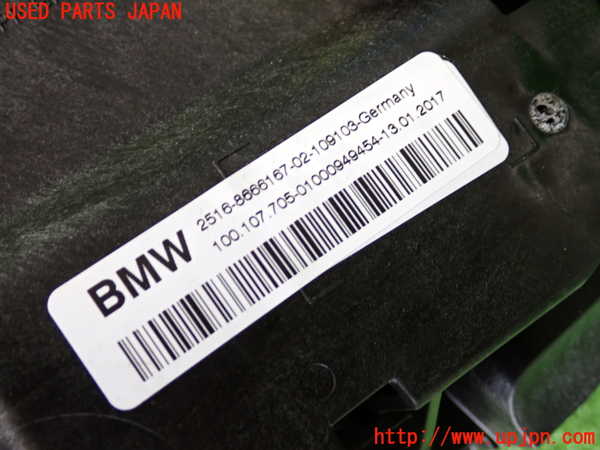 USED PARTS JAPAN
BMW
2516-8666167-02-109103-Germany
100.107.705-01000949454-13.01.2017
http://www.upjpn.com/